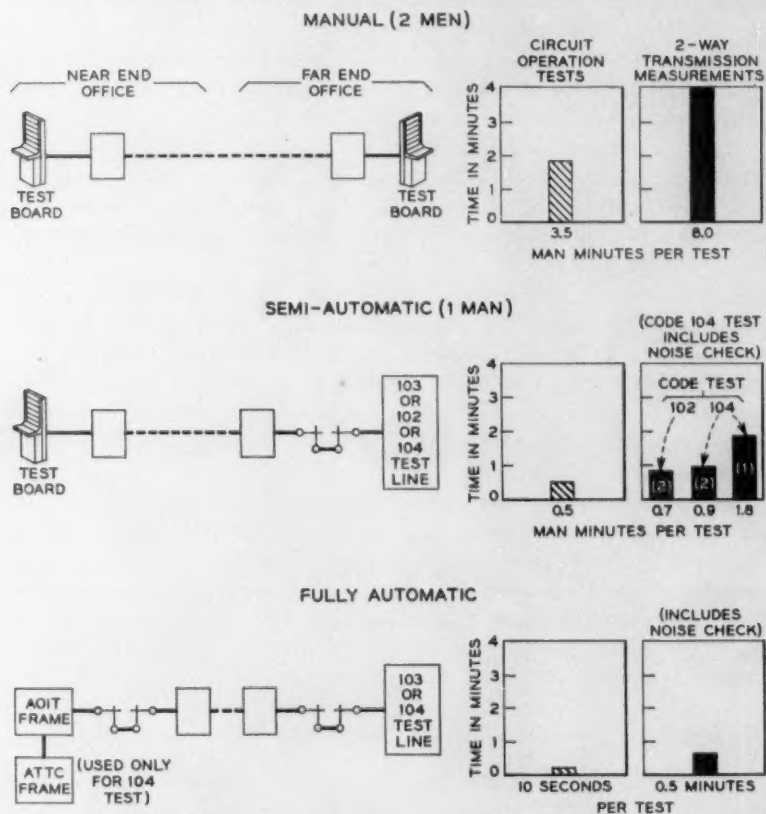 MANUAL (2 MEN)
NEAR END
OFFICE
FAR END
OFFICE
TEST
BOARD
TEST
BOARD
CIRCUIT
OPERATION
TESTS
TIME IN MINUTES
4
3
2
1
0
3.5
2-WAY
TRANSMISSION
MEASUREMENTS
8.0
MAN MINUTES PER TEST
SEMI-AUTOMATIC (1 MAN)
TEST
BOARD
103
OR
102
OR
104
TEST
LINE
TIME IN MINUTES
4
3
2
1
0
0.5
(CODE 104 TEST
INCLUDES
NOISE CHECK)
CODE TEST
102 104
(2) (2) (1)
0.7 0.9 1.8
MAN MINUTES PER TEST
FULLY AUTOMATIC
AOIT
FRAME
ATTC
FRAME
(USED ONLY
FOR 104
TEST)
103
OR
104
TEST
LINE
TIME IN MINUTES
4
3
2
1
0
10 SECONDS
(INCLUDES
NOISE CHECK)
0.5 MINUTES
PER TEST